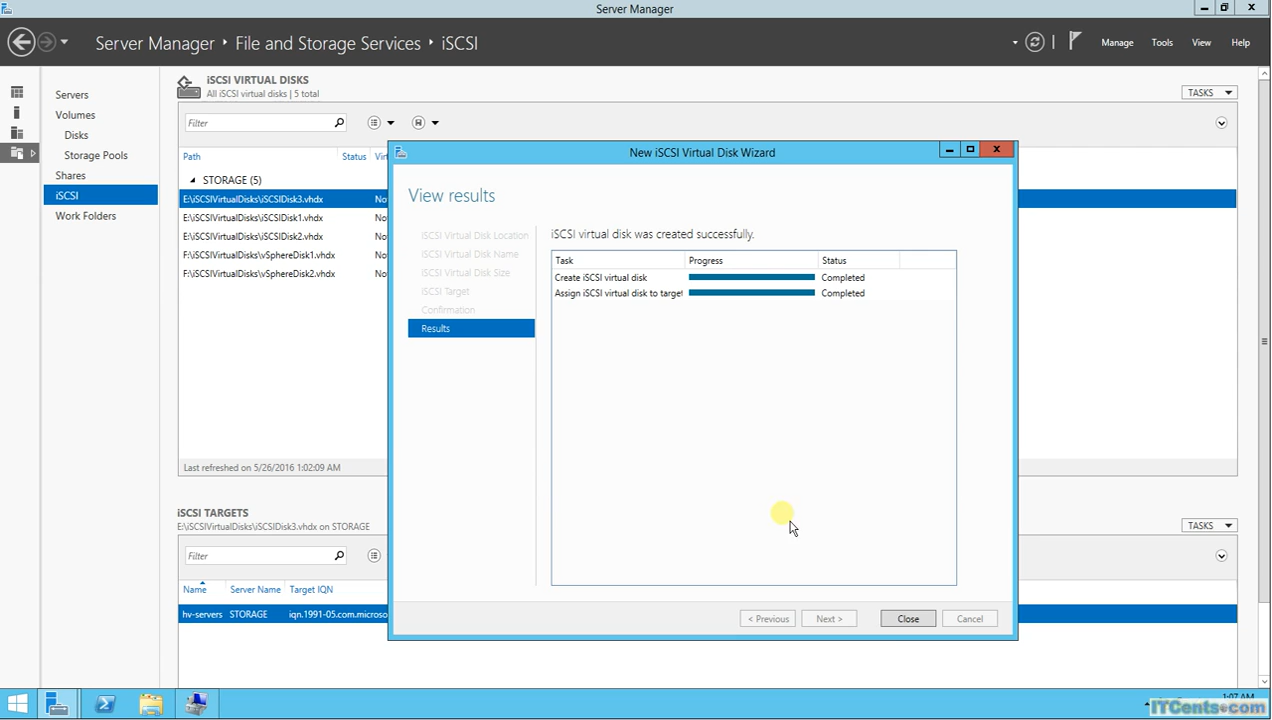 Server Manager
Server Manager ‣ File and Storage Services ‣ iSCSI
Manage Tools View Help
Servers
Volumes
Disks
Storage Pools
Shares
iSCSI
Work Folders
iSCSI VIRTUAL DISKS
All iSCSI virtual disks | 5 total
TASKS
Filter
Path Status
STORAGE (5)
E:\iSCSIVirtualDisks\iSCSIDisk3.vhdx
E:\iSCSIVirtualDisks\iSCSIDisk1.vhdx
E:\iSCSIVirtualDisks\iSCSIDisk2.vhdx
F:\iSCSIVirtualDisks\vSphereDisk1.vhdx
F:\iSCSIVirtualDisks\vSphereDisk2.vhdx
Last refreshed on 5/26/2016 1:02:09 AM
iSCSI TARGETS
E:\iSCSIVirtualDisks\iSCSIDisk3.vhdx on STORAGE
TASKS
Filter
Name Server Name Target IQN
hv-servers STORAGE iqn.1991-05.com.microso
New iSCSI Virtual Disk Wizard
View results
iSCSI Virtual Disk Location
iSCSI Virtual Disk Name
iSCSI Virtual Disk Size
iSCSI Target
Confirmation
Results
iSCSI virtual disk was created successfully.
Task Progress Status
Create iSCSI virtual disk Completed
Assign iSCSI virtual disk to target Completed
< Previous Next > Close Cancel
ITCents.com